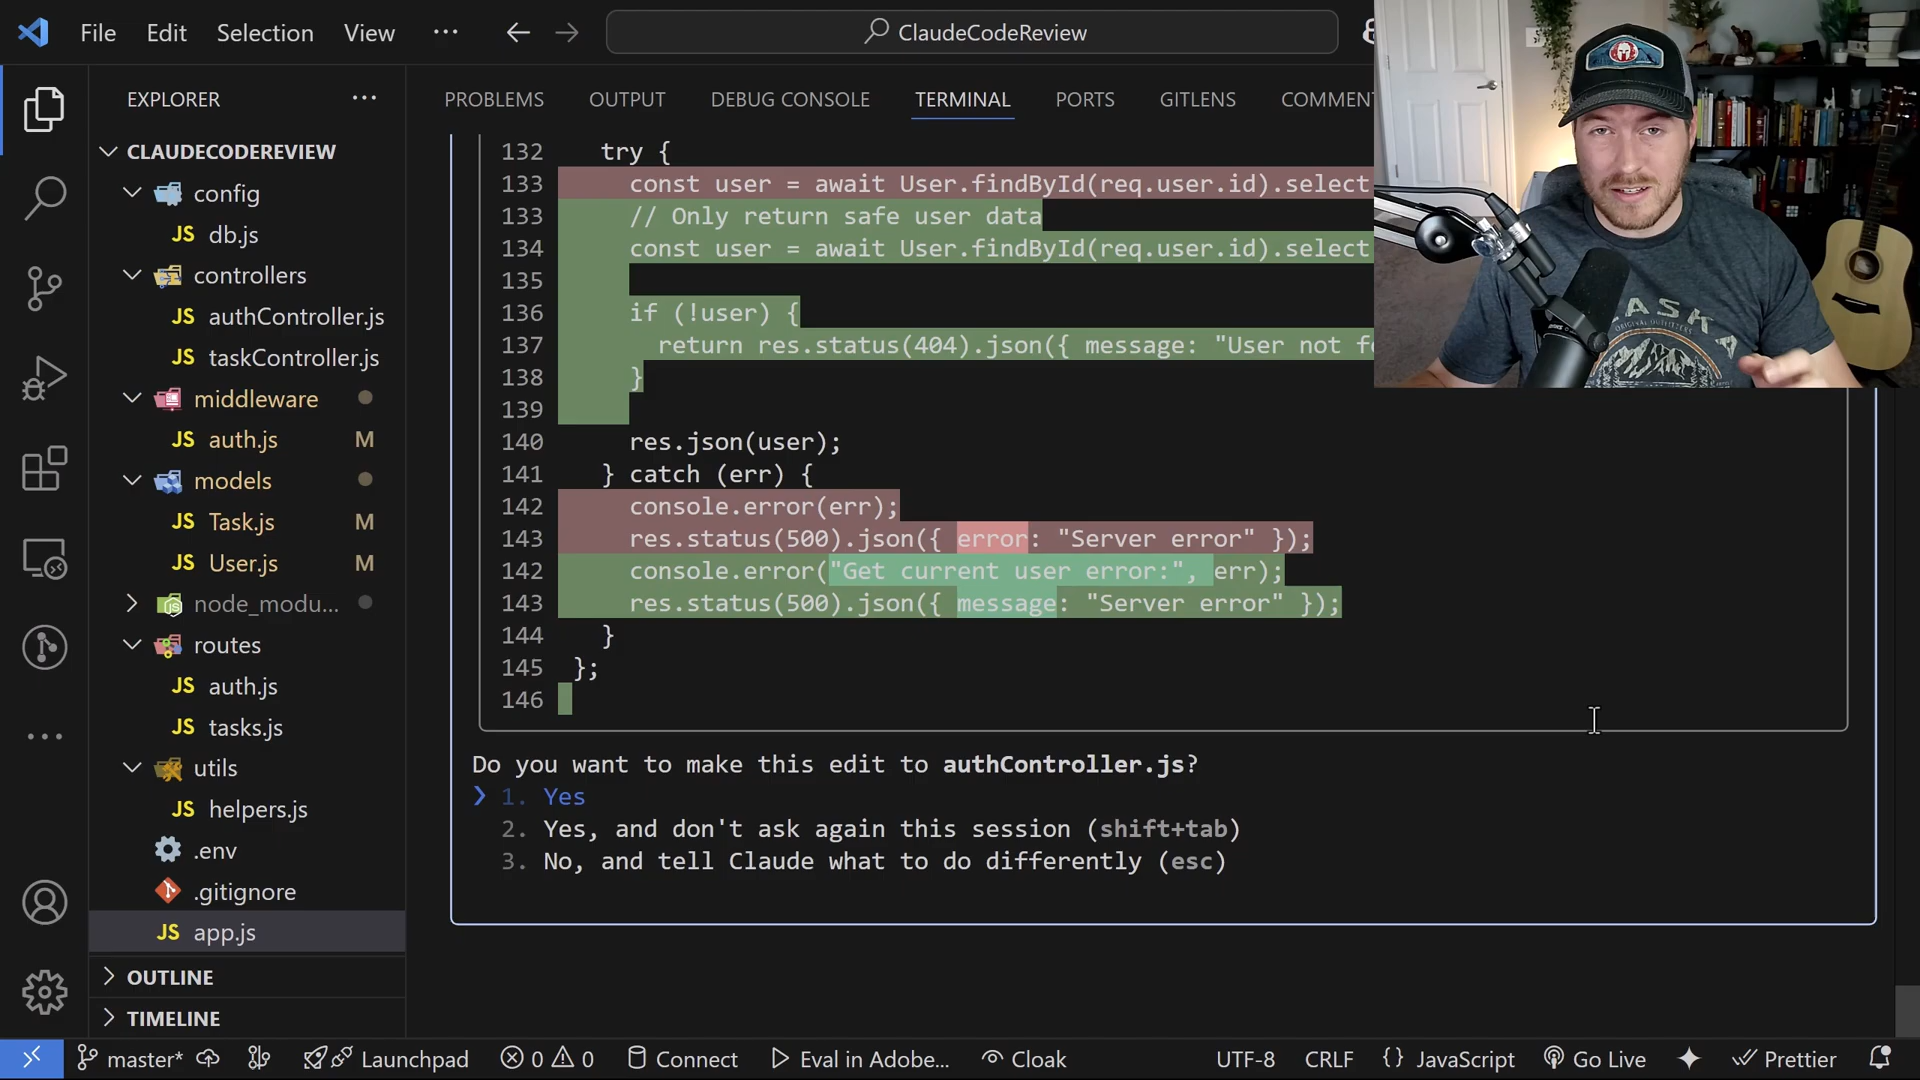 File Edit Selection View ...
ClaudeCodeReview
EXPLORER
CLAUDECODEREVIEW
config
JS db.js
controllers
JS authController.js
JS taskController.js
middleware
JS auth.js M
models
JS Task.js M
JS User.js M
node_modu...
routes
JS auth.js
JS tasks.js
utils
JS helpers.js
.env
.gitignore
JS app.js
OUTLINE
TIMELINE
PROBLEMS OUTPUT DEBUG CONSOLE TERMINAL PORTS GITLENS COMMEN
132 try {
133 const user = await User.findById(req.user.id).select
133 // Only return safe user data
134 const user = await User.findById(req.user.id).select
135
136 if (!user) {
137 return res.status(404).json({ message: "User not f
138 }
139
140 res.json(user);
141 } catch (err) {
142 console.error(err);
143 res.status(500).json({ error: "Server error" });
142 console.error("Get current user error:", err);
143 res.status(500).json({ message: "Server error" });
144 }
145 };
146
Do you want to make this edit to authController.js?
❯ 1. Yes
2. Yes, and don't ask again this session (shift+tab)
3. No, and tell Claude what to do differently (esc)
master* Launchpad 0 0 Connect Eval in Adobe... Cloak UTF-8 CRLF {} JavaScript Go Live Prettier